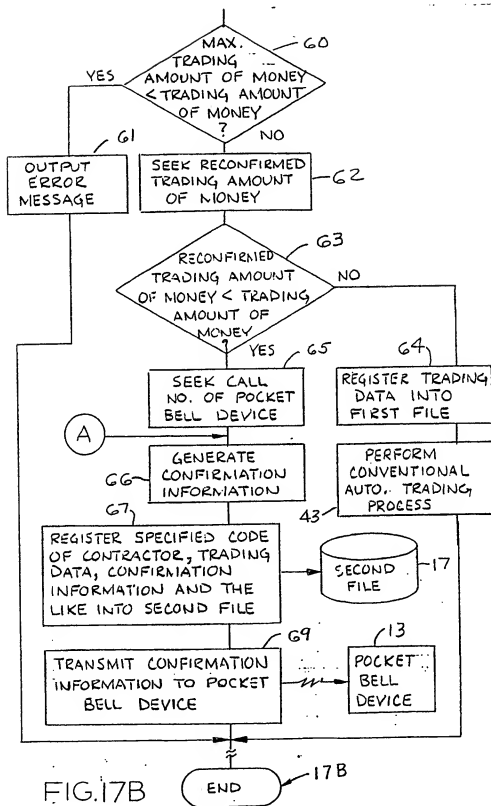 60
MAX.
TRADING
AMOUNT OF MONEY
< TRADING AMOUNT
OF MONEY
?
YES
NO
61
OUTPUT
ERROR
MESSAGE
SEEK RECONFIRMED
TRADING AMOUNT
OF MONEY
62
63
RECONFIRMED
TRADING AMOUNT
OF MONEY < TRADING
AMOUNT OF
MONEY
?
NO
YES
65
64
SEEK CALL
NO. OF POCKET
BELL DEVICE
REGISTER TRADING
DATA INTO
FIRST FILE
A
GENERATE
CONFIRMATION
INFORMATION
66
PERFORM
CONVENTIONAL
AUTO. TRADING
PROCESS
43
67
REGISTER SPECIFIED CODE
OF CONTRACTOR, TRADING
DATA, CONFIRMATION
INFORMATION AND THE
LIKE INTO SECOND FILE
17
SECOND
FILE
69
13
TRANSMIT CONFIRMATION
INFORMATION TO POCKET
BELL DEVICE
POCKET
BELL
DEVICE
FIG.17B
END
17B